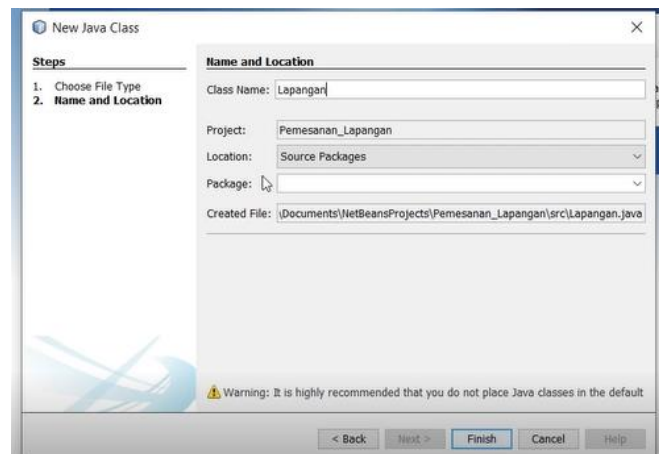 New Java Class
Steps
1. Choose File Type
2. Name and Location
Name and Location
Class Name: Lapangan
Project: Pemesanan_Lapangan
Location: Source Packages
Package:
Created File: \Documents\NetBeansProjects\Pemesanan_Lapangan\src\Lapangan.java
Warning: It is highly recommended that you do not place Java classes in the default
< Back Next > Finish Cancel Help